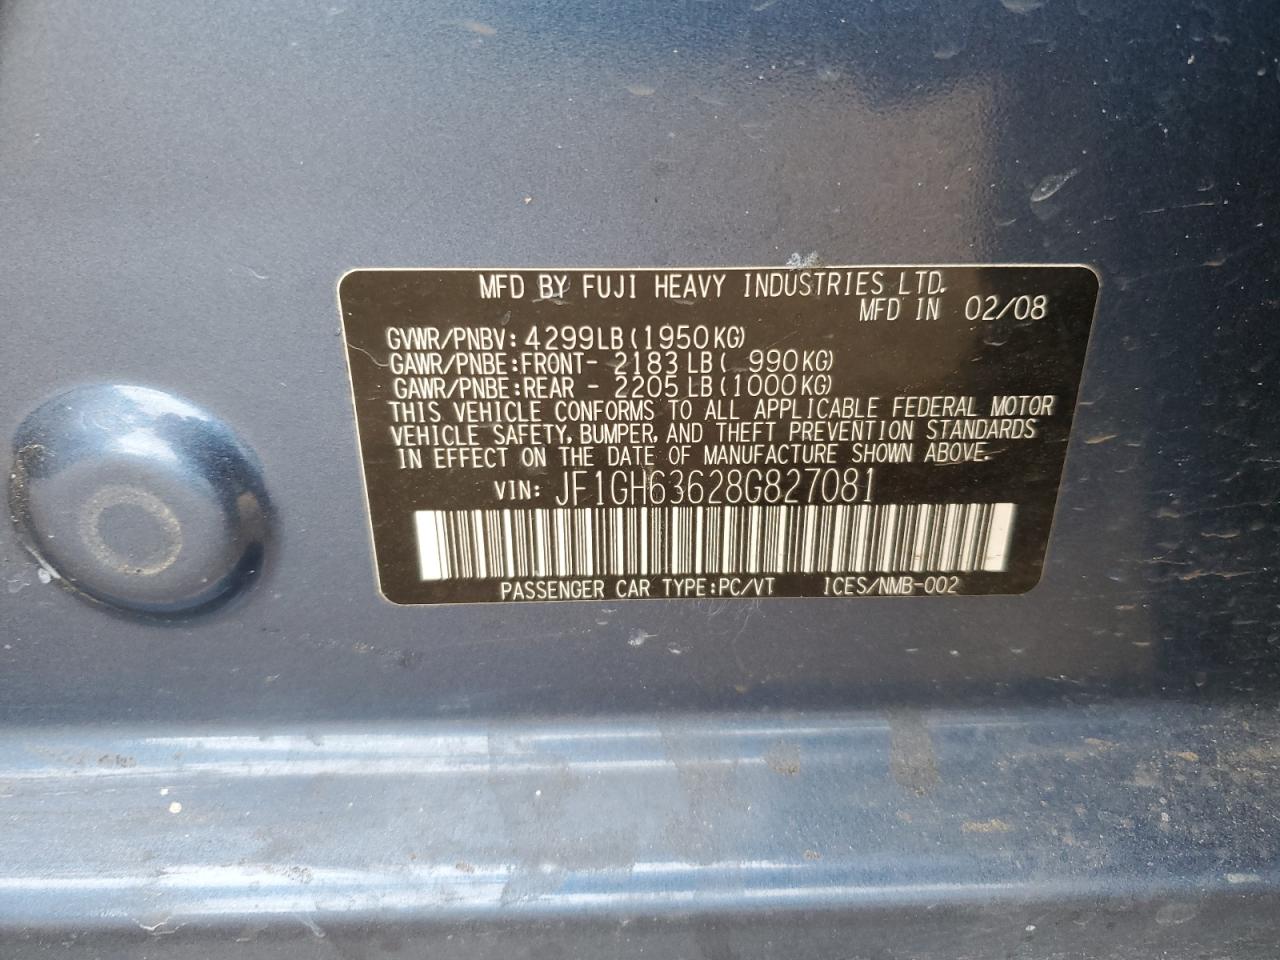 MFD BY FUJI HEAVY INDUSTRIES LTD.
MFD IN 02/08
GVWR/PNBV: 4299LB(1950KG)
GAWR/PNBE:FRONT- 2183LB( 990KG)
GAWR/PNBE:REAR - 2205LB(1000KG)
THIS VEHICLE CONFORMS TO ALL APPLICABLE FEDERAL MOTOR
VEHICLE SAFETY, BUMPER, AND THEFT PREVENTION STANDARDS
IN EFFECT ON THE DATE OF MANUFACTURE SHOWN ABOVE.
VIN: JF1GH63628G827081
PASSENGER CAR TYPE:PC/VT ICES/NMB-002